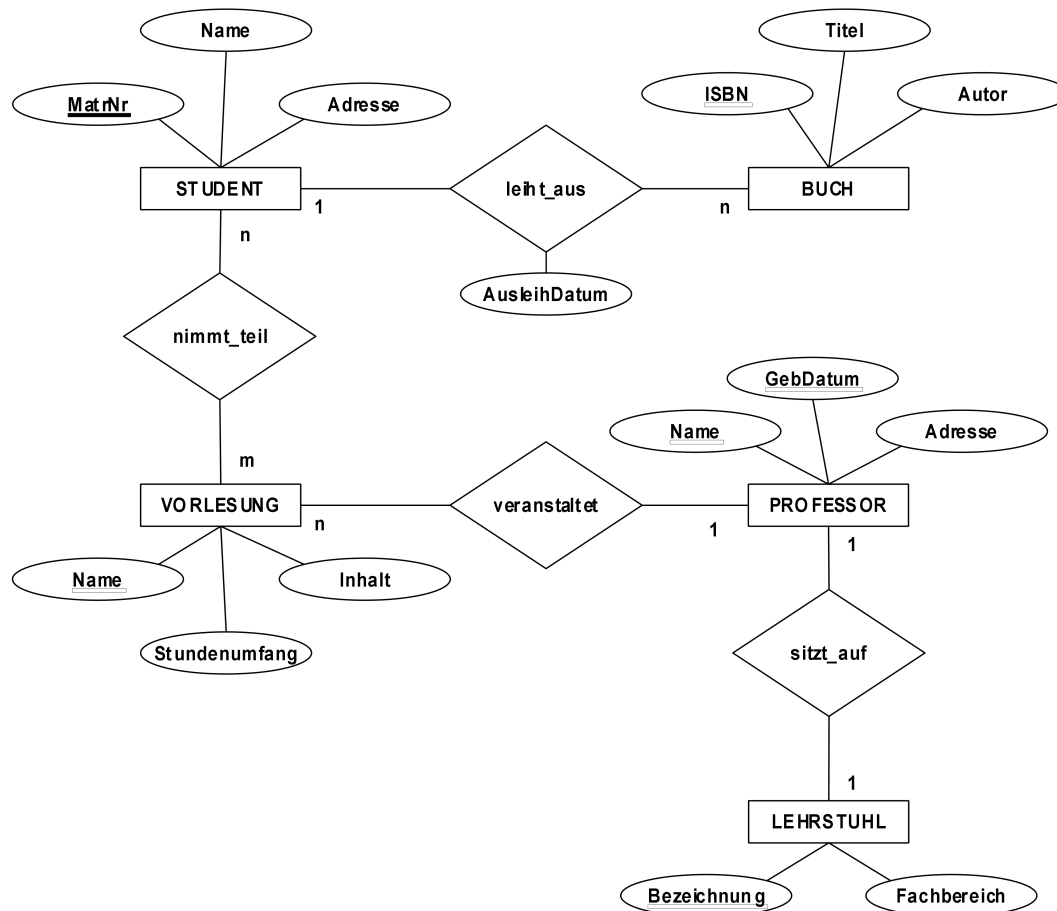 Name
MatrNr
Adresse
STUDENT
1
n
leiht_aus
AusleihDatum
Titel
ISBN
Autor
BUCH
n
nimmt_teil
m
VORLESUNG
n
Name
Inhalt
Stundenumfang
veranstaltet
GebDatum
Name
Adresse
PROFESSOR
1
1
sitzt_auf
1
LEHRSTUHL
Bezeichnung
Fachbereich